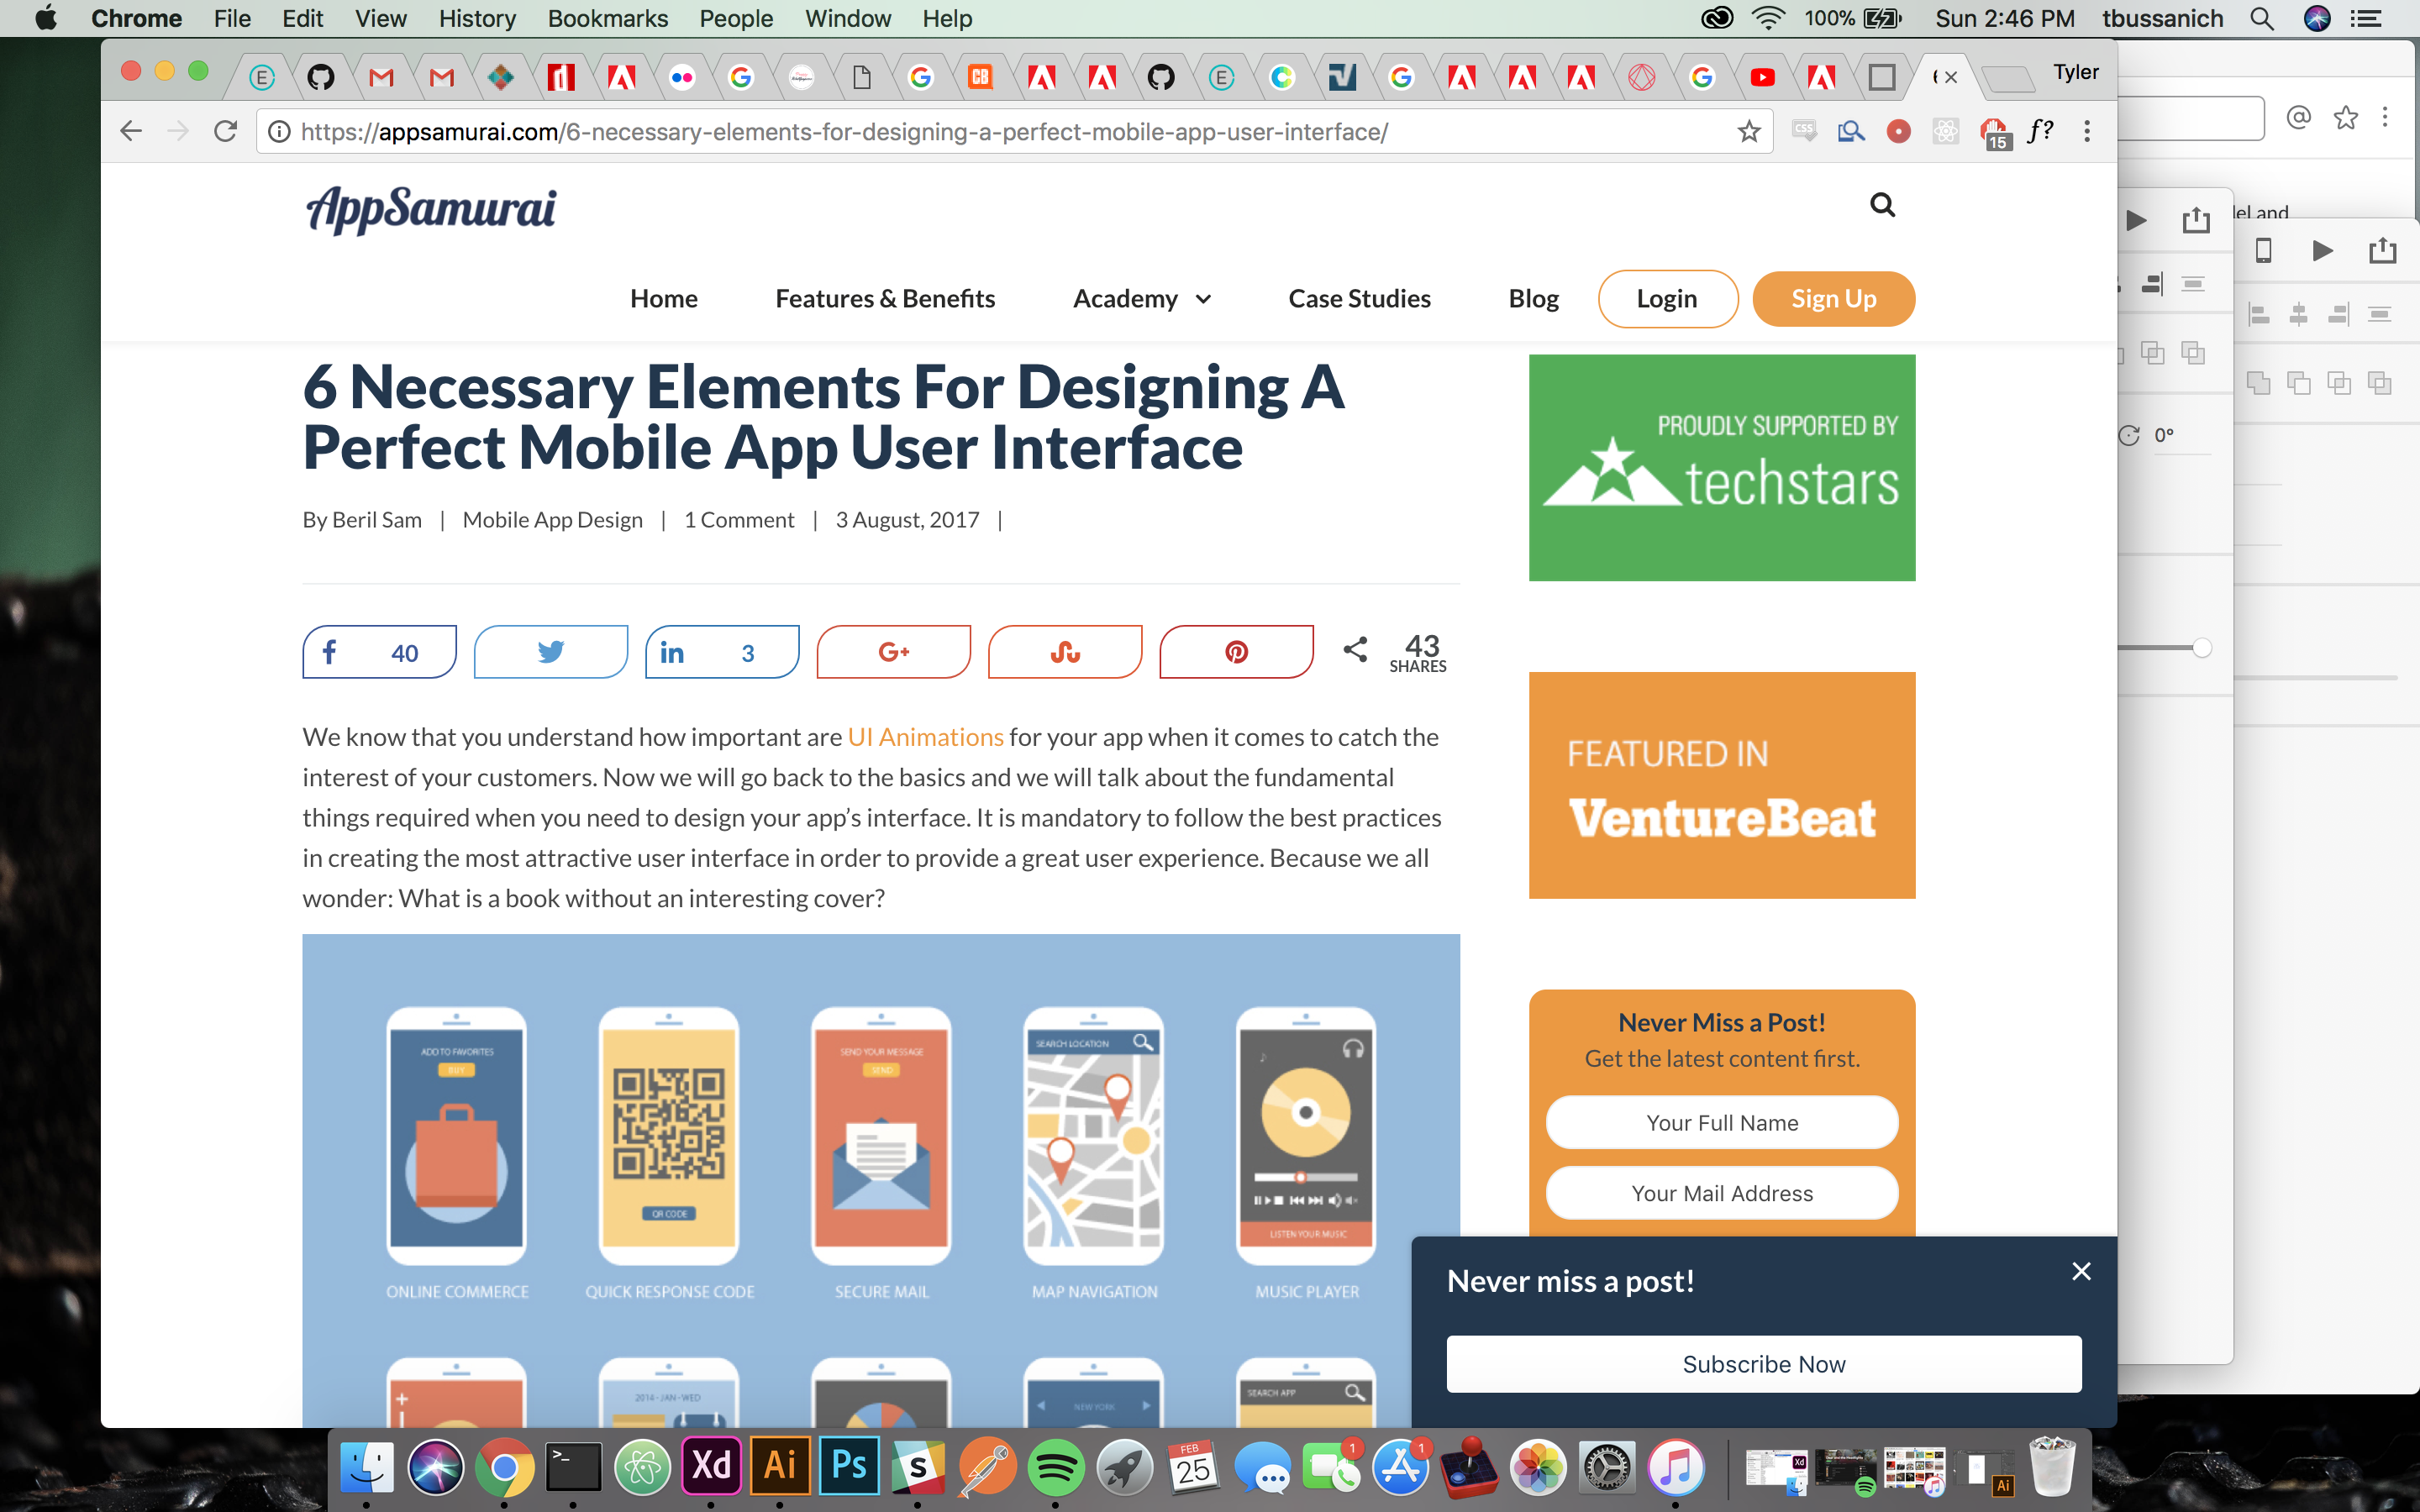 Chrome File Edit View History Bookmarks People Window Help 100% Sun 2:46 PM tbussanich
Tyler
https://appsamurai.com/6-necessary-elements-for-designing-a-perfect-mobile-app-user-interface/
15
f?
AppSamurai
Home Features & Benefits Academy Case Studies Blog Login Sign Up
6 Necessary Elements For Designing A
Perfect Mobile App User Interface
By Beril Sam | Mobile App Design | 1 Comment | 3 August, 2017 |
40
3
G+
43
SHARES
We know that you understand how important are UI Animations for your app when it comes to catch the
interest of your customers. Now we will go back to the basics and we will talk about the fundamental
things required when you need to design your app’s interface. It is mandatory to follow the best practices
in creating the most attractive user interface in order to provide a great user experience. Because we all
wonder: What is a book without an interesting cover?
ADD TO FAVORITES
BUY
ONLINE COMMERCE
QR CODE
QUICK RESPONSE CODE
SEND YOUR MESSAGE
SEND
SECURE MAIL
SEARCH LOCATION
MAP NAVIGATION
LISTEN YOUR MUSIC
MUSIC PLAYER
2014-JAN-WED
NEW YORK
SEARCH APP
PROUDLY SUPPORTED BY
techstars
FEATURED IN
VentureBeat
Never Miss a Post!
Get the latest content first.
Your Full Name
Your Mail Address
Never miss a post!
Subscribe Now
and
0°
Xd
Ai
Ps
FEB
25
1
1